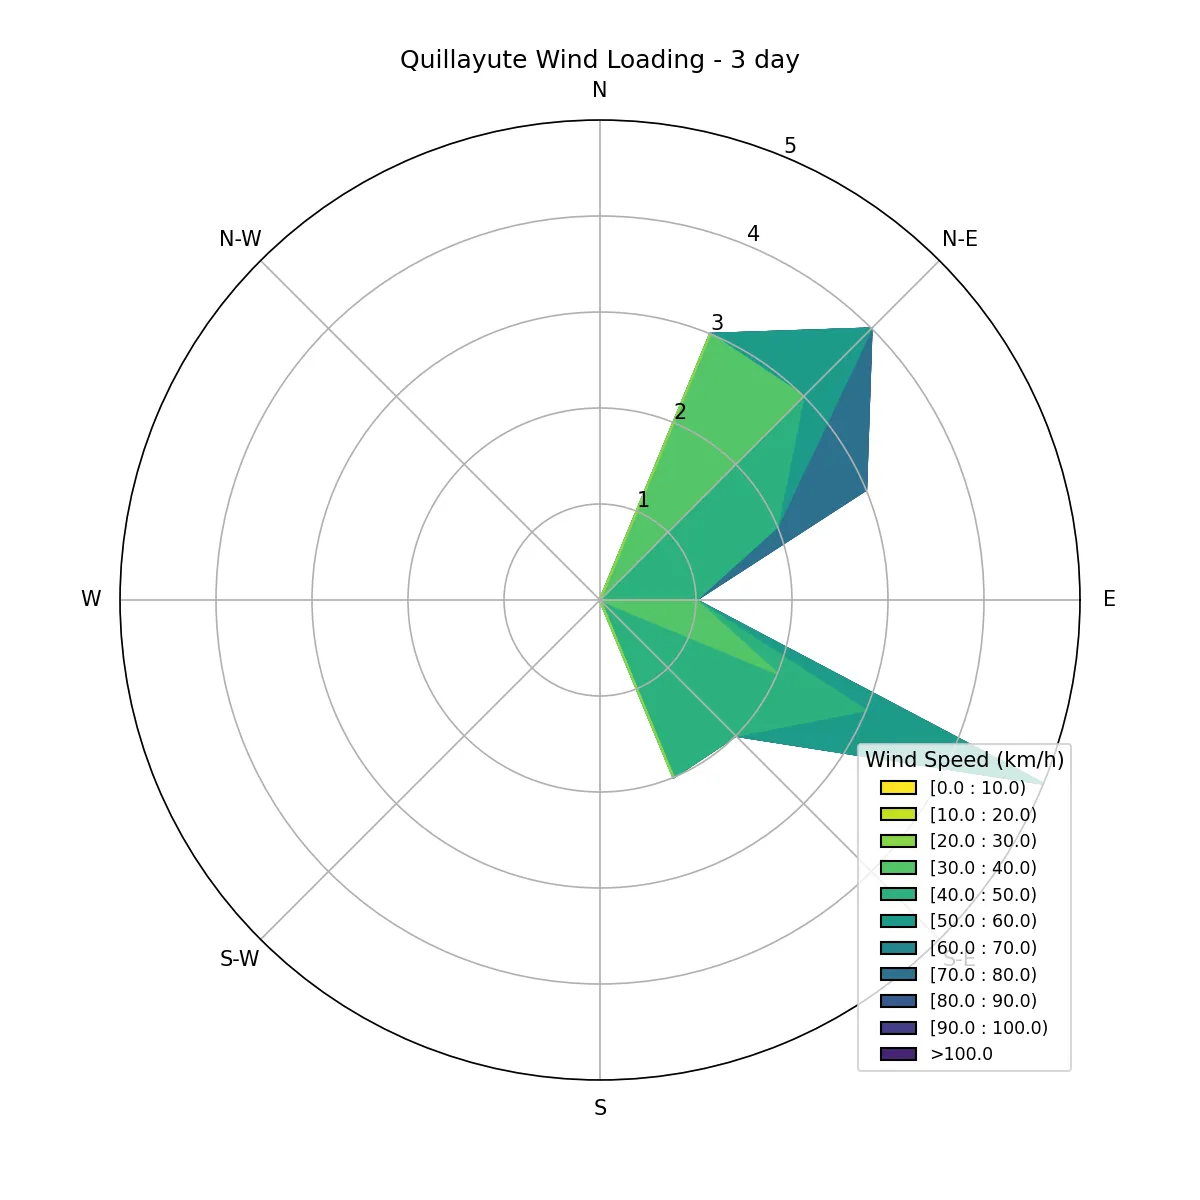 Quillayute Wind Loading - 3 day
N
5
N-W
4
N-E
3
2
1
W
E
Wind Speed (km/h)
[0.0 : 10.0)
[10.0 : 20.0)
[20.0 : 30.0)
[30.0 : 40.0)
[40.0 : 50.0)
[50.0 : 60.0)
[60.0 : 70.0)
S-W
S-E
[70.0 : 80.0)
[80.0 : 90.0)
[90.0 : 100.0)
>100.0
S